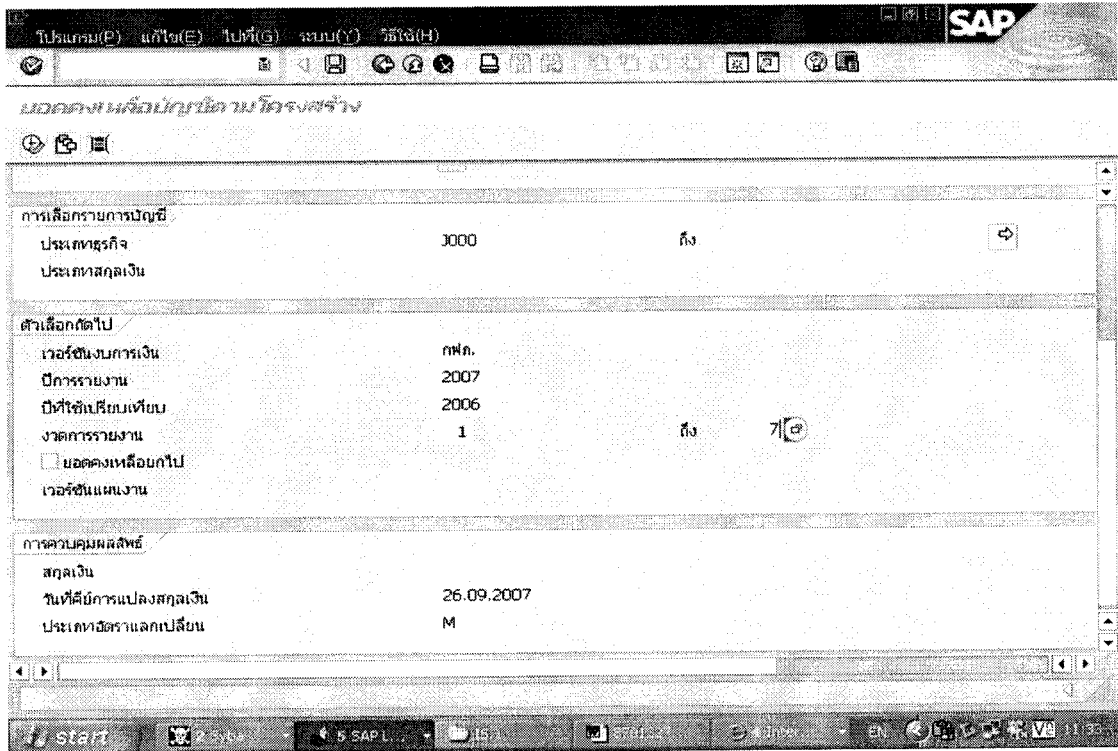 โปรแกรม(P) แก้ไข(E) ไปที่(G) ระบบ(Y) วิธีใช้(H)
SAP
ยอดคงเหลือบัญชีตามโครงสร้าง
การเลือกรายการบัญชี
ประเภทธุรกิจ J000 ถึง
ประเภทสกุลเงิน
ตัวเลือกถัดไป
เวอร์ชันงบการเงิน กฟภ.
ปีการรายงาน 2007
ปีที่ใช้เปรียบเทียบ 2006
งวดการรายงาน 1 ถึง 7
ยอดคงเหลือยกไป
เวอร์ชันแผนงาน
การควบคุมผลลัพธ์
สกุลเงิน
วันที่คีย์การแปลงสกุลเงิน 26.09.2007
ประเภทอัตราแลกเปลี่ยน M
start 5 SAP L... EN